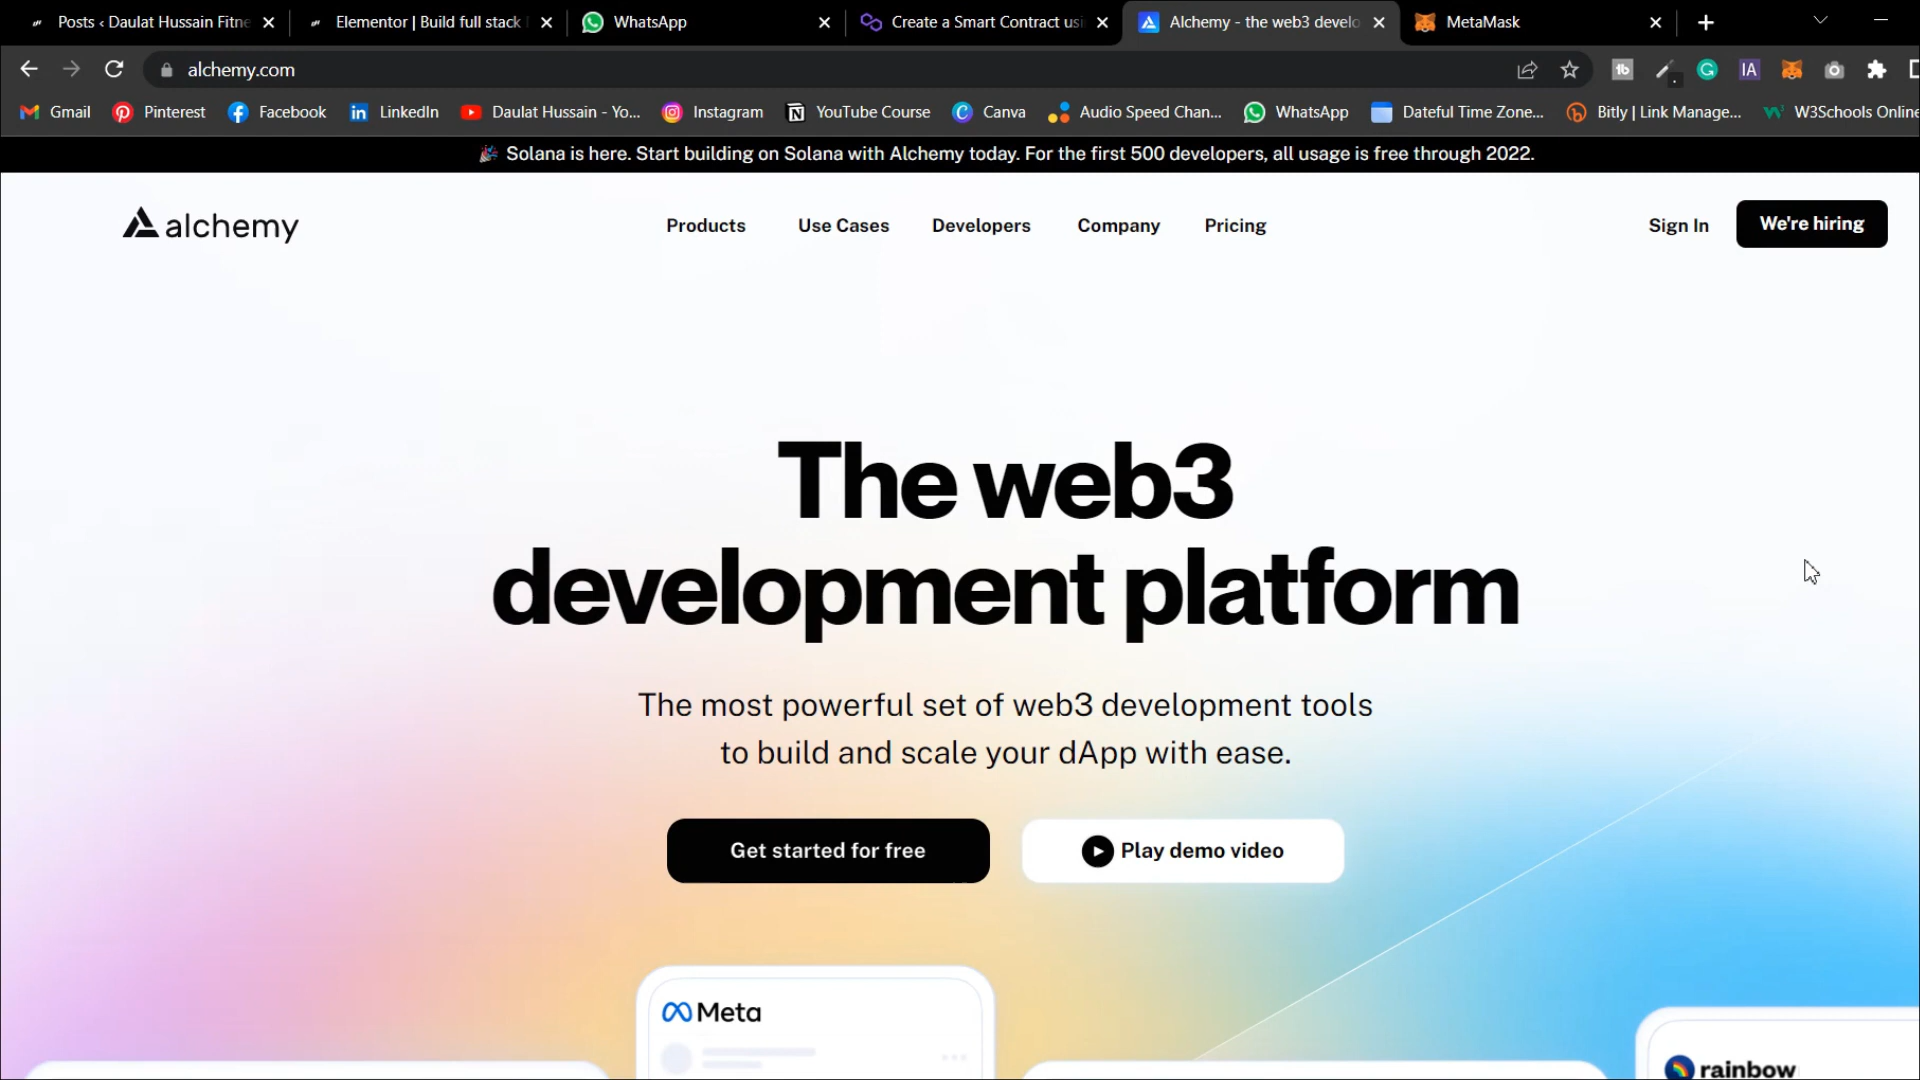 Posts ‹ Daulat Hussain Fitne
Elementor | Build full stack
WhatsApp
Create a Smart Contract usi
Alchemy - the web3 develo
MetaMask
alchemy.com
Gmail
Pinterest
Facebook
LinkedIn
Daulat Hussain - Yo...
Instagram
YouTube Course
Canva
Audio Speed Chan...
WhatsApp
Dateful Time Zone...
Bitly | Link Manage...
W3Schools Online
Solana is here. Start building on Solana with Alchemy today. For the first 500 developers, all usage is free through 2022.
alchemy
Products
Use Cases
Developers
Company
Pricing
Sign In
We're hiring
The web3
development platform
The most powerful set of web3 development tools
to build and scale your dApp with ease.
Get started for free
Play demo video
Meta
rainbow